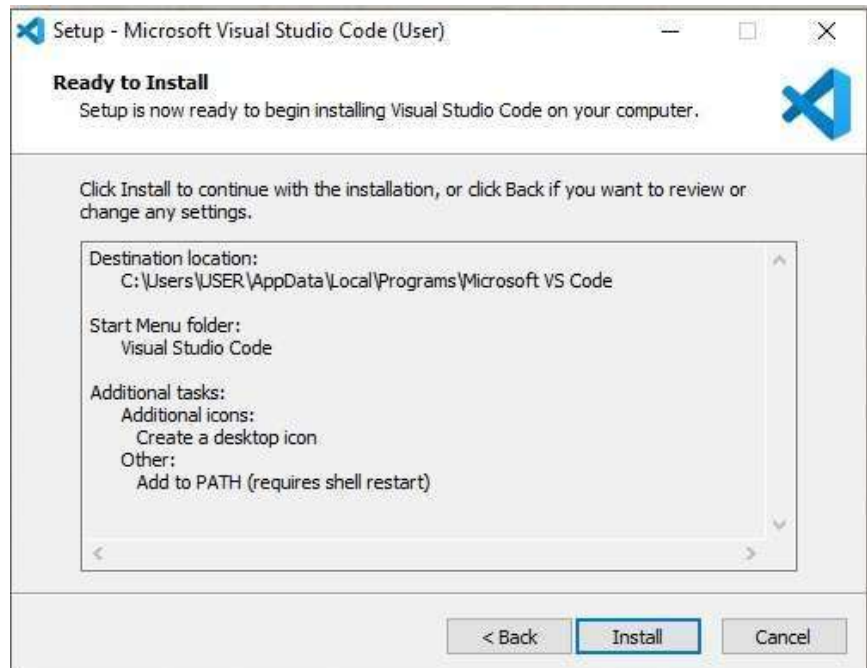 Setup - Microsoft Visual Studio Code (User)
Ready to Install
Setup is now ready to begin installing Visual Studio Code on your computer.
Click Install to continue with the installation, or click Back if you want to review or
change any settings.
Destination location:
C:\Users\USER\AppData\Local\Programs\Microsoft VS Code
Start Menu folder:
Visual Studio Code
Additional tasks:
Additional icons:
Create a desktop icon
Other:
Add to PATH (requires shell restart)
< Back Install Cancel